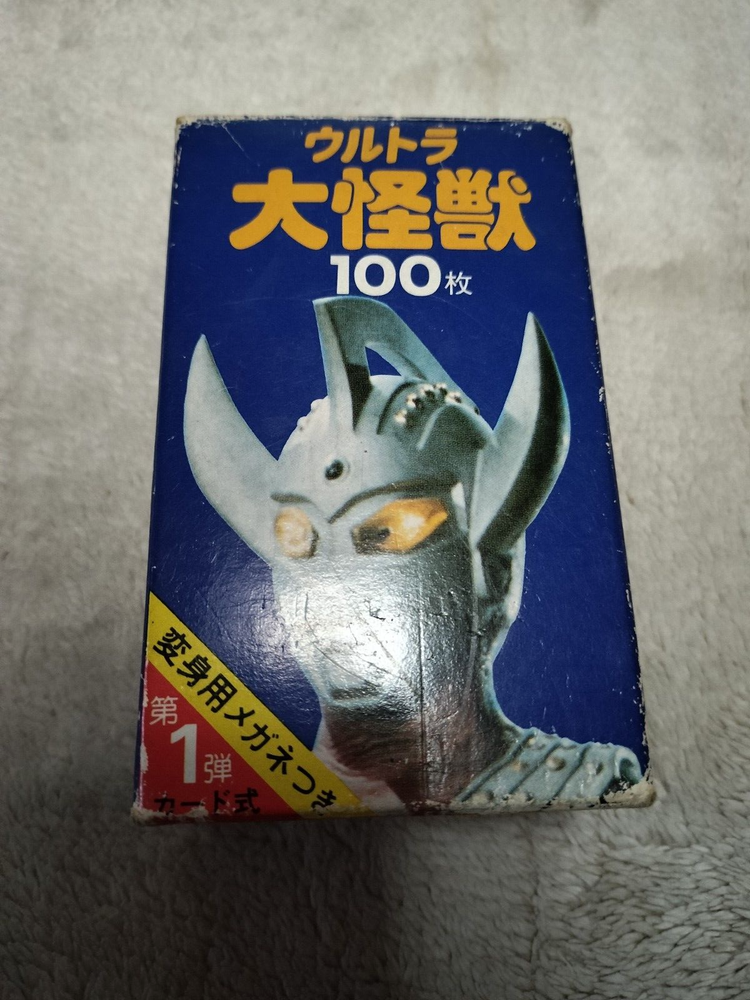 ウルトラ
大怪獣
100枚
変身用メガネつき
第1弾
カード式